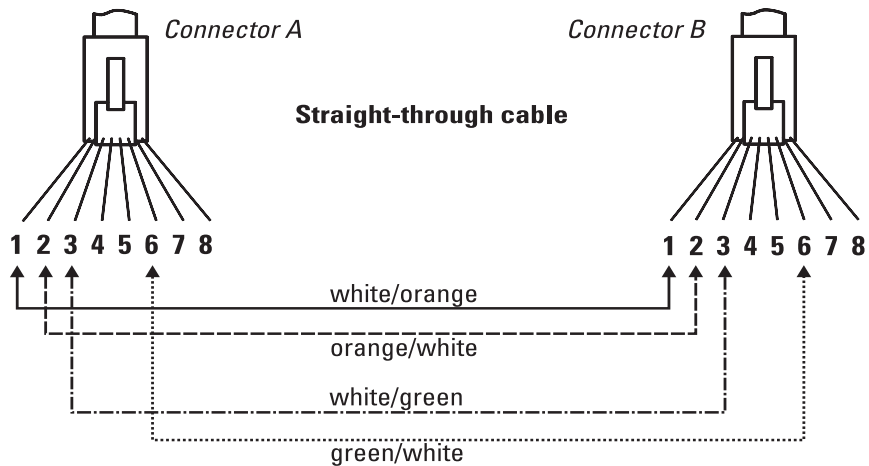 Connector A Connector B
Straight-through cable
1 2 3 4 5 6 7 8 1 2 3 4 5 6 7 8
white/orange
orange/white
white/green
green/white